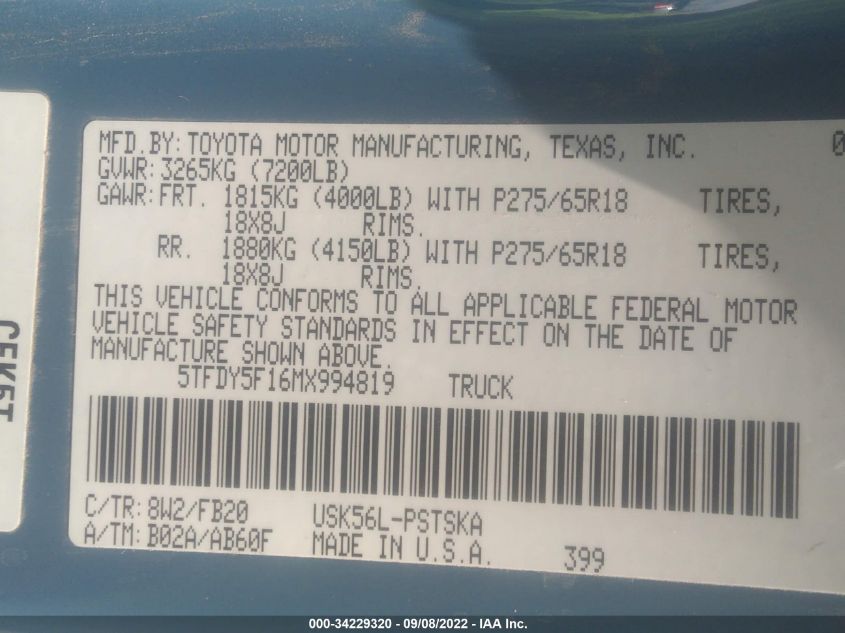 MFD.BY: TOYOTA MOTOR MANUFACTURING, TEXAS, INC. 0
GVWR: 3265KG (7200LB)
GAWR: FRT. 1815KG (4000LB) WITH P275/65R18 TIRES,
18X8J RIMS.
RR. 1880KG (4150LB) WITH P275/65R18 TIRES,
18X8J RIMS.
THIS VEHICLE CONFORMS TO ALL APPLICABLE FEDERAL MOTOR
VEHICLE SAFETY STANDARDS IN EFFECT ON THE DATE OF
MANUFACTURE SHOWN ABOVE.
5TFDY5F16MX994819 TRUCK
C/TR: 8W2/FB20 USK56L-PSTSKA
A/TM: B02A/AB60F MADE IN U.S.A. 399
000-34229320 - 09/08/2022 - IAA Inc.